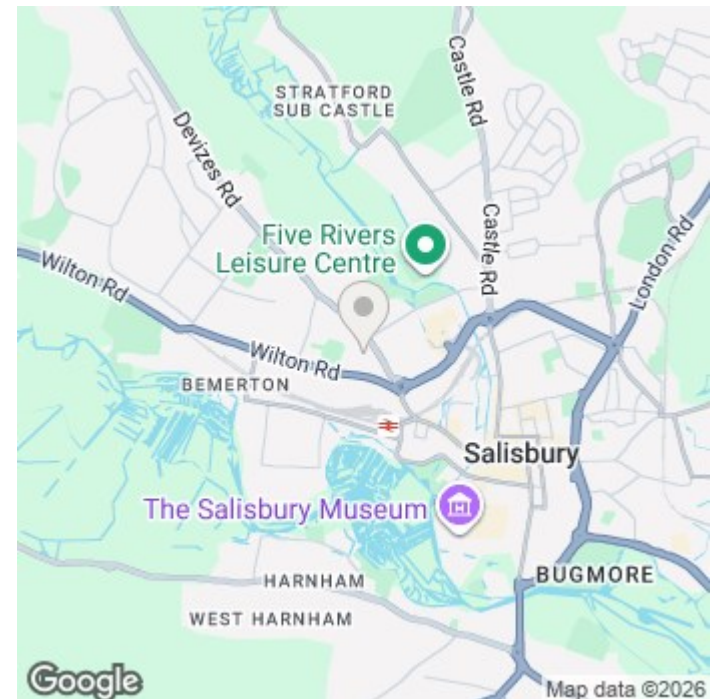 STRATFORD
SUB CASTLE
Castle Rd
Devizes Rd
Five Rivers
Leisure Centre
Castle Rd
London Rd
Wilton Rd
Wilton Rd
BEMERTON
Salisbury
The Salisbury Museum
BUGMORE
HARNHAM
WEST HARNHAM
Google
Map data ©2026